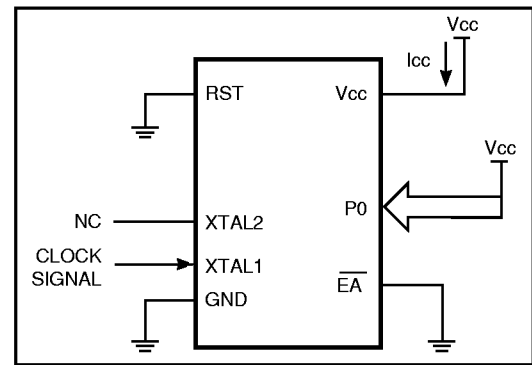 Vcc
Icc
RST
Vcc
Vcc
P0
NC
XTAL2
CLOCK
SIGNAL
XTAL1
GND
EA